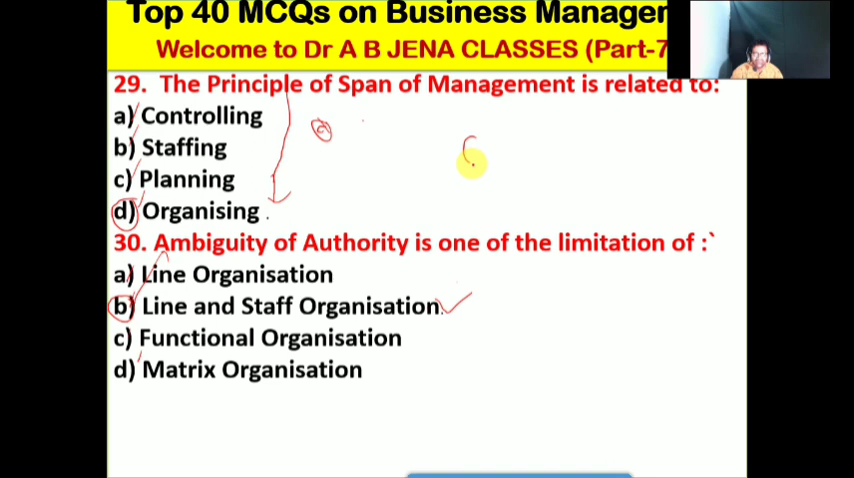 Top 40 MCQs on Business Manager
Welcome to Dr A B JENA CLASSES (Part-7
29. The Principle of Span of Management is related to:
a) Controlling
b) Staffing
c) Planning
d) Organising .
30. Ambiguity of Authority is one of the limitation of :`
a) Line Organisation
b) Line and Staff Organisation.
c) Functional Organisation
d) Matrix Organisation